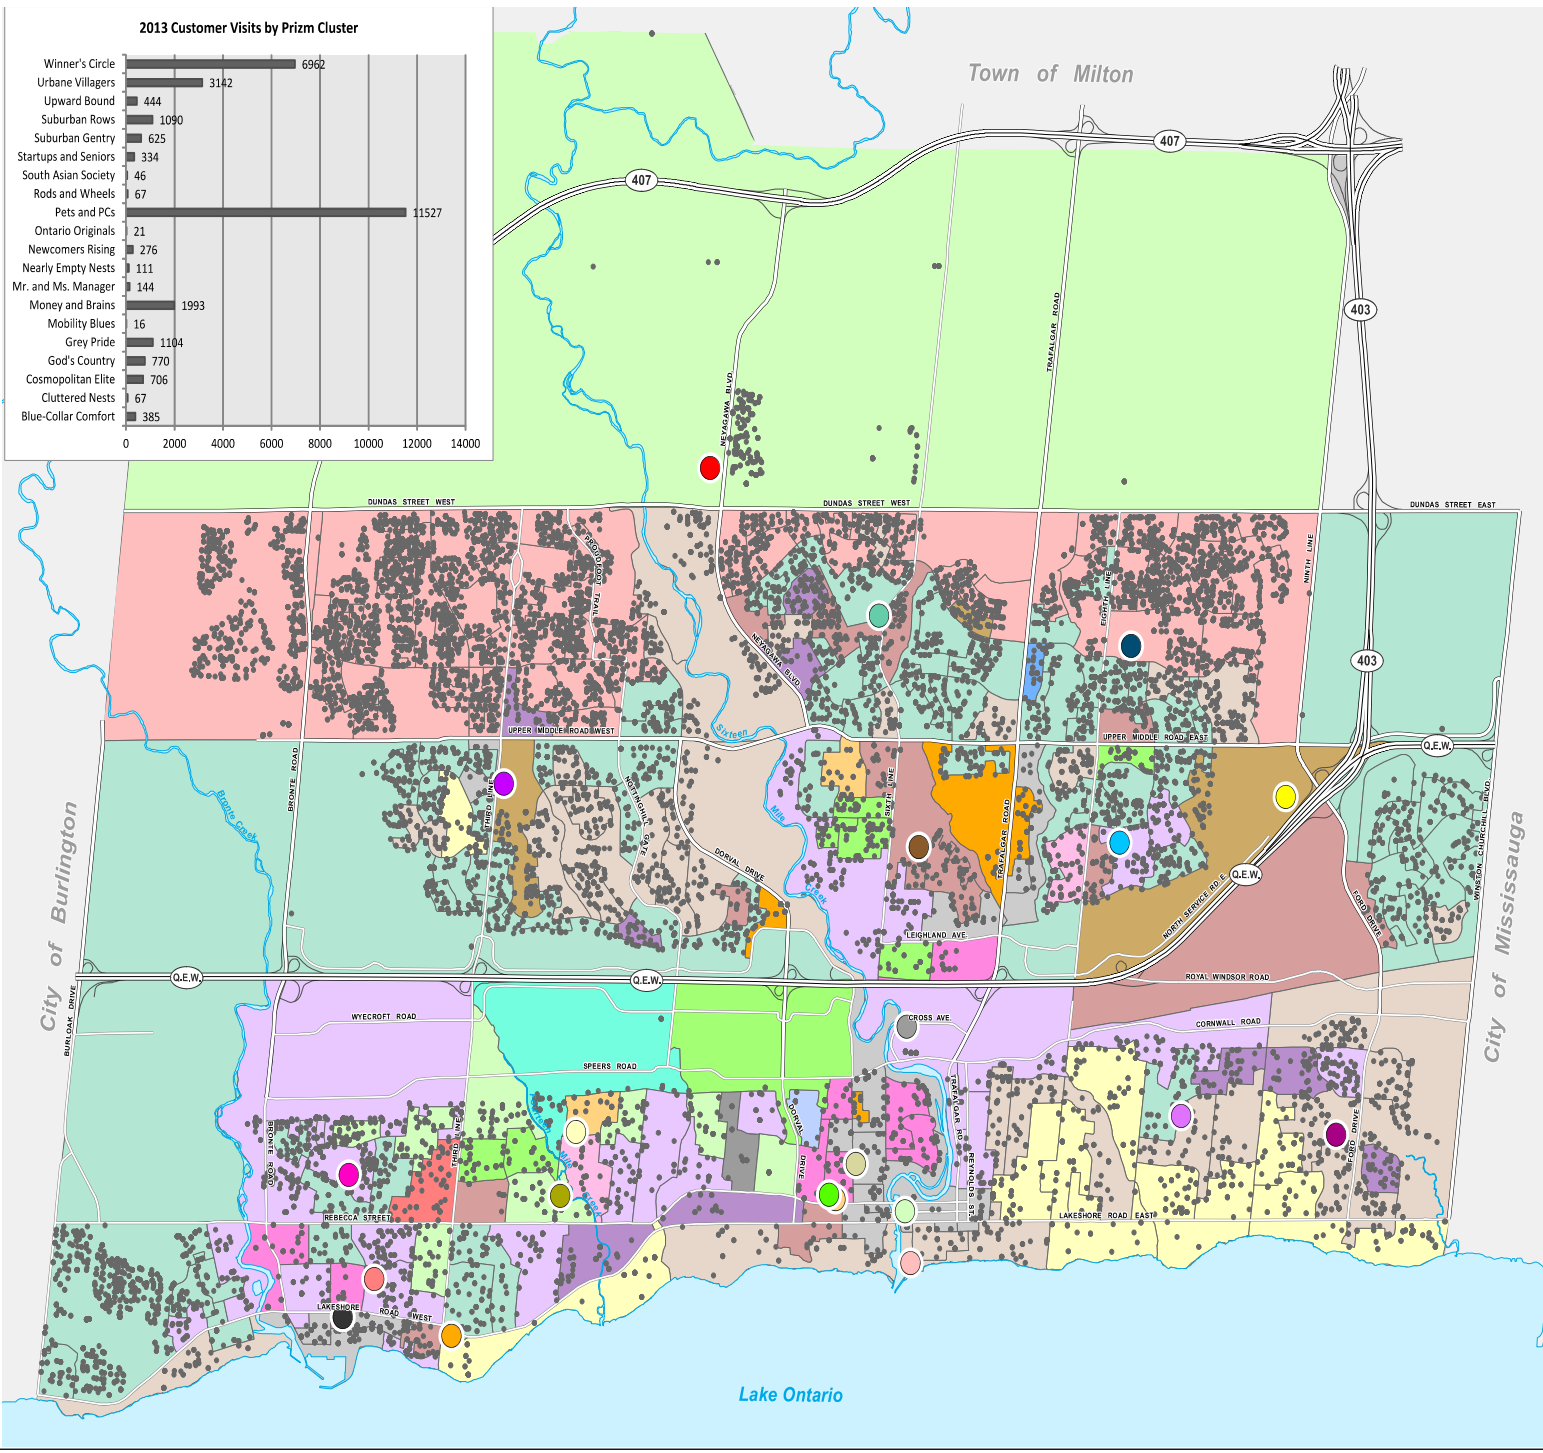 2013 Customer Visits by Prizm Cluster
Winner's Circle 6962
Urbane Villagers 3142
Upward Bound 444
Suburban Rows 1090
Suburban Gentry 625
Startups and Seniors 334
South Asian Society 46
Rods and Wheels 67
Pets and PCs 11527
Ontario Originals 21
Newcomers Rising 276
Nearly Empty Nests 111
Mr. and Ms. Manager 144
Money and Brains 1993
Mobility Blues 16
Grey Pride 1104
God's Country 770
Cosmopolitan Elite 706
Cluttered Nests 67
Blue-Collar Comfort 385
0 2000 4000 6000 8000 10000 12000 14000
Town of Milton
407
407
403
TRAFALGAR ROAD
NEYAGAWA BLVD.
DUNDAS STREET WEST
DUNDAS STREET WEST
DUNDAS STREET EAST
PROUDFOOT TRAIL
NINTH LINE
EIGHTH LINE
403
NEYAGAWA BLVD.
Sixteen
UPPER MIDDLE ROAD WEST
UPPER MIDDLE ROAD EAST
Q.E.W.
BRONTE ROAD
THIRD LINE
NOTTINGHILL GATE
SIXTH LINE
TRAFALGAR ROAD
WINSTON CHURCHILL BLVD.
Mile
Bronte Creek
City of Burlington
City of Mississauga
DORVAL DRIVE
Creek
Q.E.W.
NORTH SERVICE RD. E.
FORD DRIVE
LEIGHLAND AVE.
Q.E.W.
Q.E.W.
ROYAL WINDSOR ROAD
BURLOAK DRIVE
WYECROFT ROAD
CROSS AVE.
CORNWALL ROAD
SPEERS ROAD
TRAFALGAR RD
BRONTE ROAD
THIRD LINE
Mile
Creek
DORVAL
DRIVE
REYNOLDS ST.
FORD DRIVE
REBECCA STREET
LAKESHORE ROAD EAST
LAKESHORE ROAD WEST
Lake Ontario